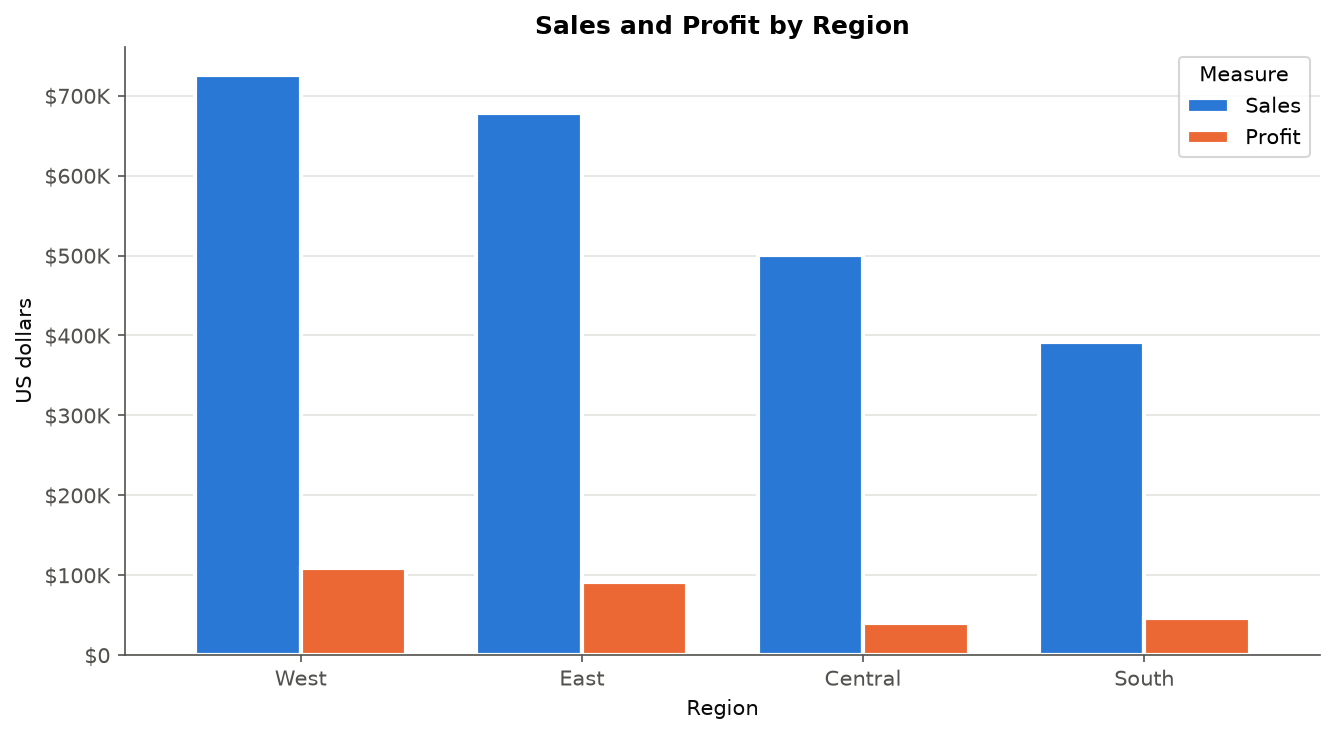 Sales and Profit by Region
Measure
Sales
Profit
$700K
$600K
$500K
$400K
$300K
$200K
$100K
$0
US dollars
West
East
Central
South
Region